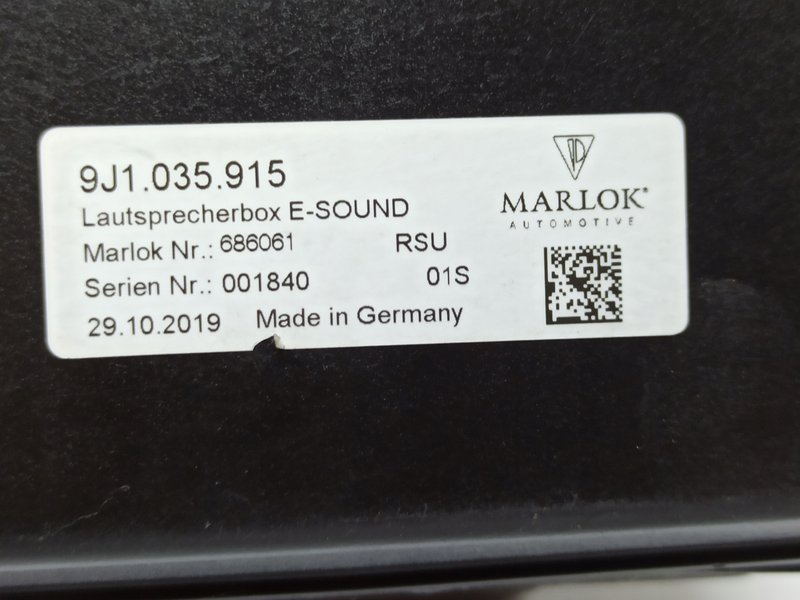 9J1.035.915
Lautsprecherbox E-SOUND
Marlok Nr.: 686061 RSU
Serien Nr.: 001840 01S
29.10.2019 Made in Germany
MARLOK®
AUTOMOTIVE